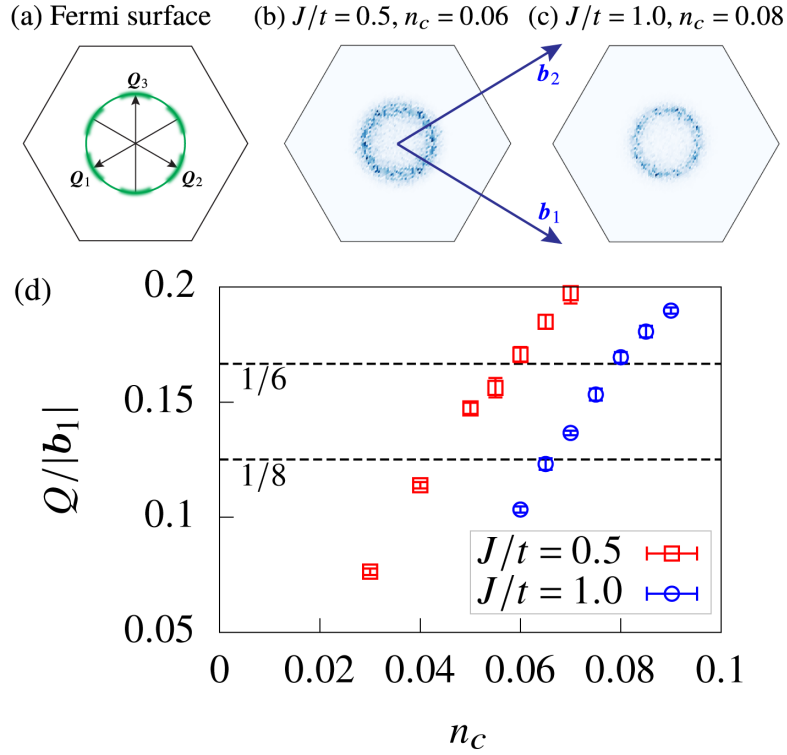 (a) Fermi surface
(b) J/t = 0.5, n_c = 0.06
(c) J/t = 1.0, n_c = 0.08
Q_3
Q_1
Q_2
b_2
b_1
(d)
0.2
0.15
0.1
0.05
Q/|b_1|
1/6
1/8
J/t = 0.5
J/t = 1.0
0
0.02
0.04
0.06
0.08
0.1
n_c